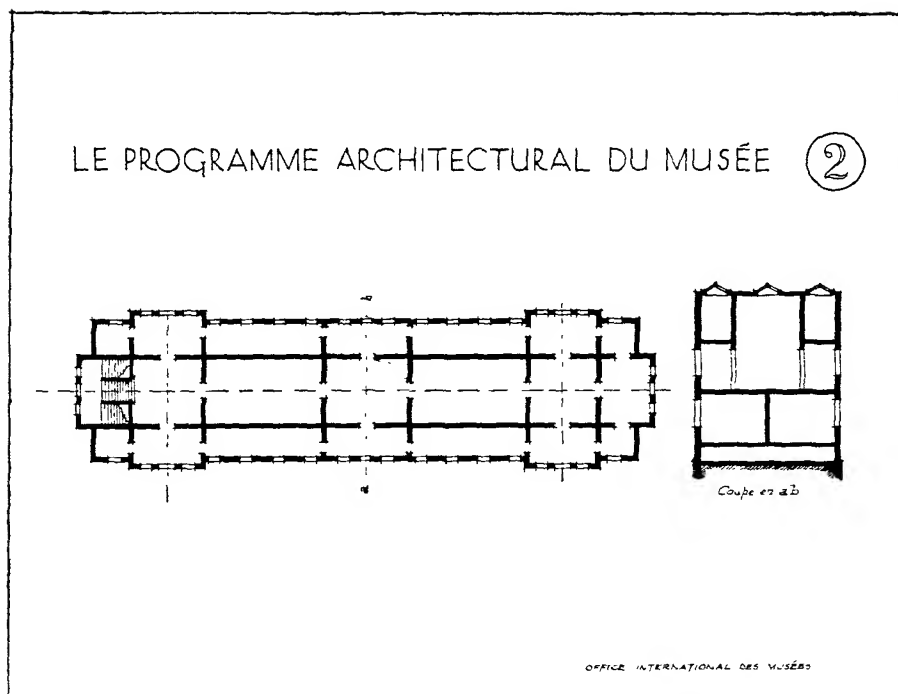 LE PROGRAMME ARCHITECTURAL DU MUSÉE 2
b
a
Coupe en ab
OFFICE INTERNATIONAL DES MUSÉES